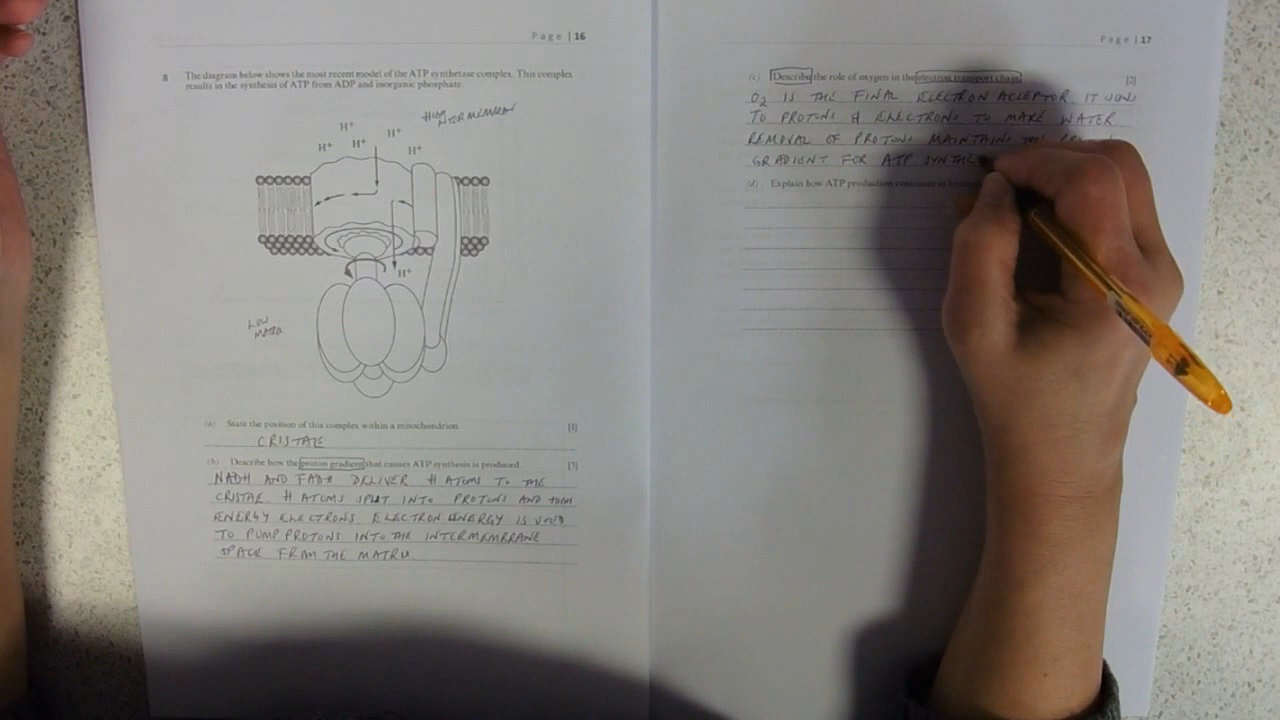 Page | 16
8 The diagram below shows the most recent model of the ATP synthetase complex. This complex
results in the synthesis of ATP from ADP and inorganic phosphate.
HIGH
INTERMEMBRAN
H+
H+
H+
H+
H+
H+
LOW
MATRIX
(a) State the position of this complex within a mitochondrion. [1]
CRISTAE
(b) Describe how the proton gradient that causes ATP synthesis is produced [3]
NADH AND FADH DELIVER H ATOMS TO THE
CRISTAE. H ATOMS SPLIT INTO PROTONS AND HIGH
ENERGY ELECTRONS. ELECTRON ENERGY IS USED
TO PUMP PROTONS INTO THE INTERMEMBRANE
SPACE FROM THE MATRIX.
Page | 17
(c) Describe the role of oxygen in the electron transport chain. [2]
O2 IS THE FINAL ELECTRON ACCEPTOR. IT JOINS
TO PROTONS & ELECTRONS TO MAKE WATER
REMOVAL OF PROTONS MAINTAINS THE
GRADIENT FOR ATP SYNTHE
(d) Explain how ATP production continues in